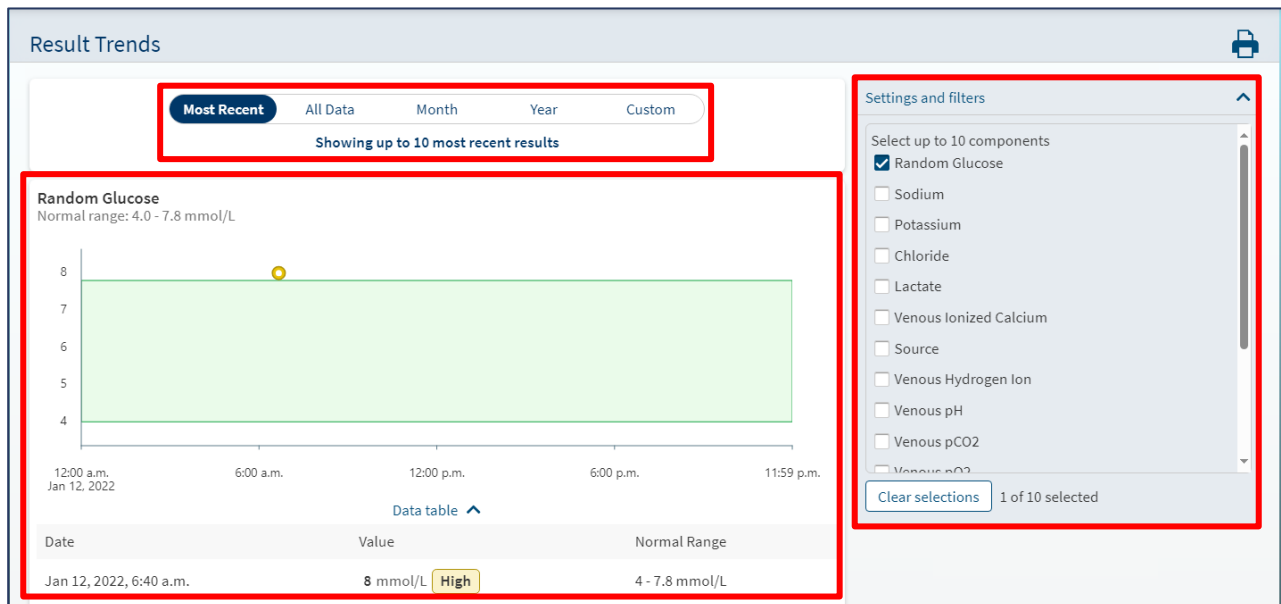 Result Trends
Most Recent All Data Month Year Custom
Showing up to 10 most recent results
Random Glucose
Normal range: 4.0 - 7.8 mmol/L
8
7
6
5
4
12:00 a.m. 6:00 a.m. 12:00 p.m. 6:00 p.m. 11:59 p.m.
Jan 12, 2022
Data table
Date Value Normal Range
Jan 12, 2022, 6:40 a.m. 8 mmol/L High 4 - 7.8 mmol/L
Settings and filters
Select up to 10 components
Random Glucose
Sodium
Potassium
Chloride
Lactate
Venous Ionized Calcium
Source
Venous Hydrogen Ion
Venous pH
Venous pCO2
Venous pO2
Clear selections 1 of 10 selected